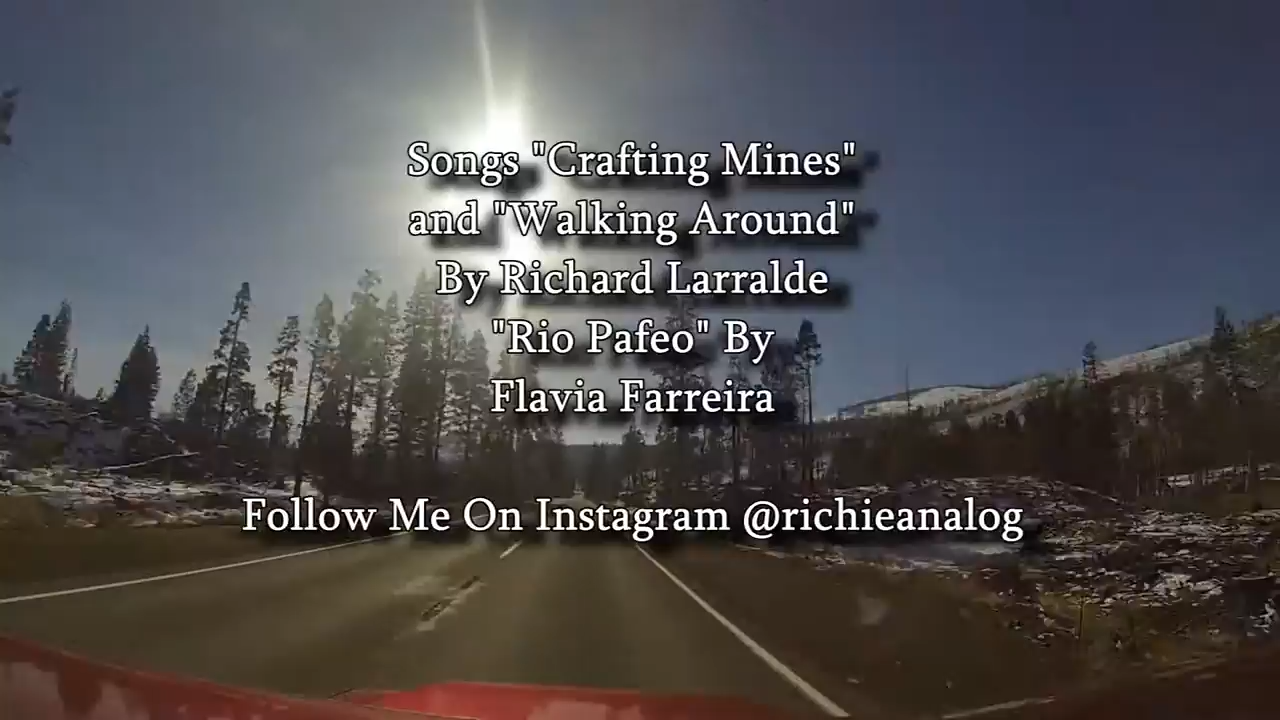 Songs "Crafting Mines"
and "Walking Around"
By Richard Larralde
"Rio Pafeo" By
Flavia Farreira
Follow Me On Instagram @richieanalog